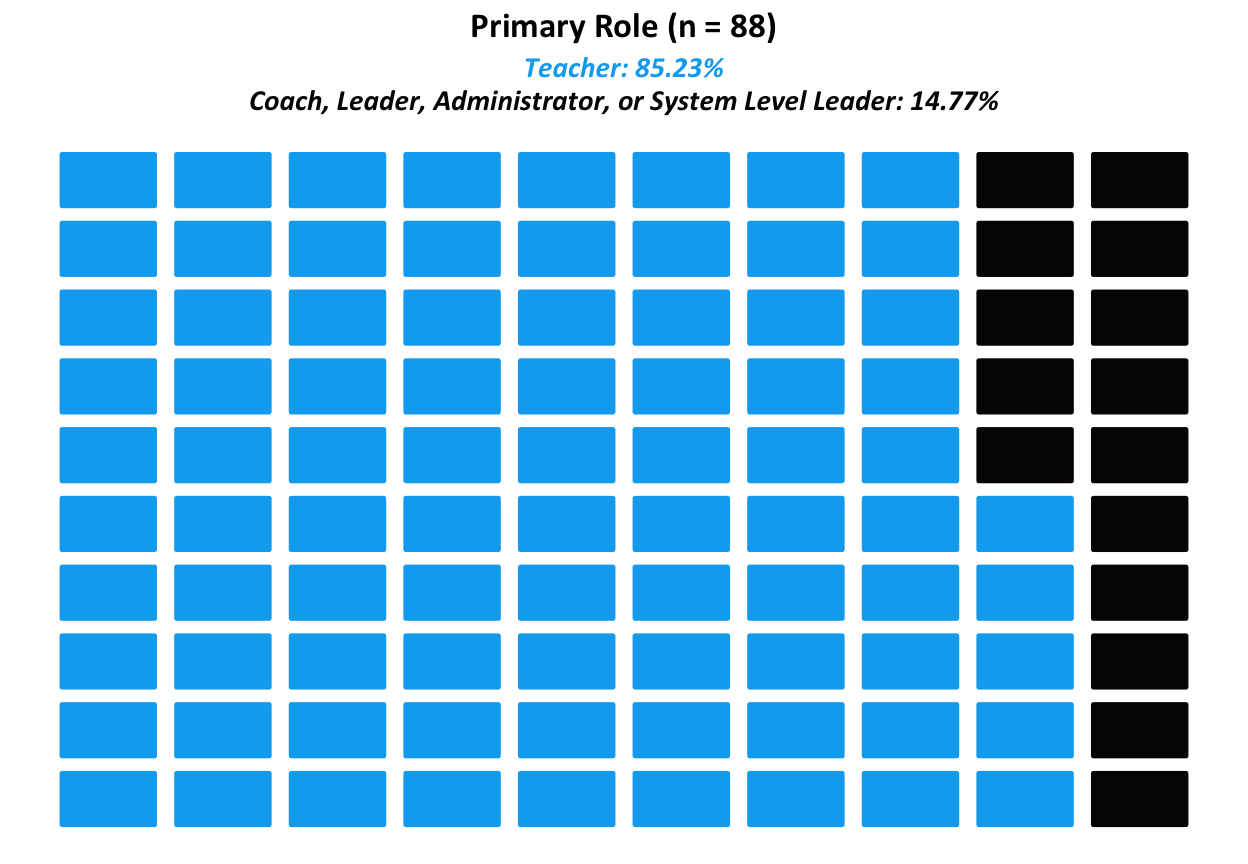 Primary Role (n = 88)
Teacher: 85.23%
Coach, Leader, Administrator, or System Level Leader: 14.77%